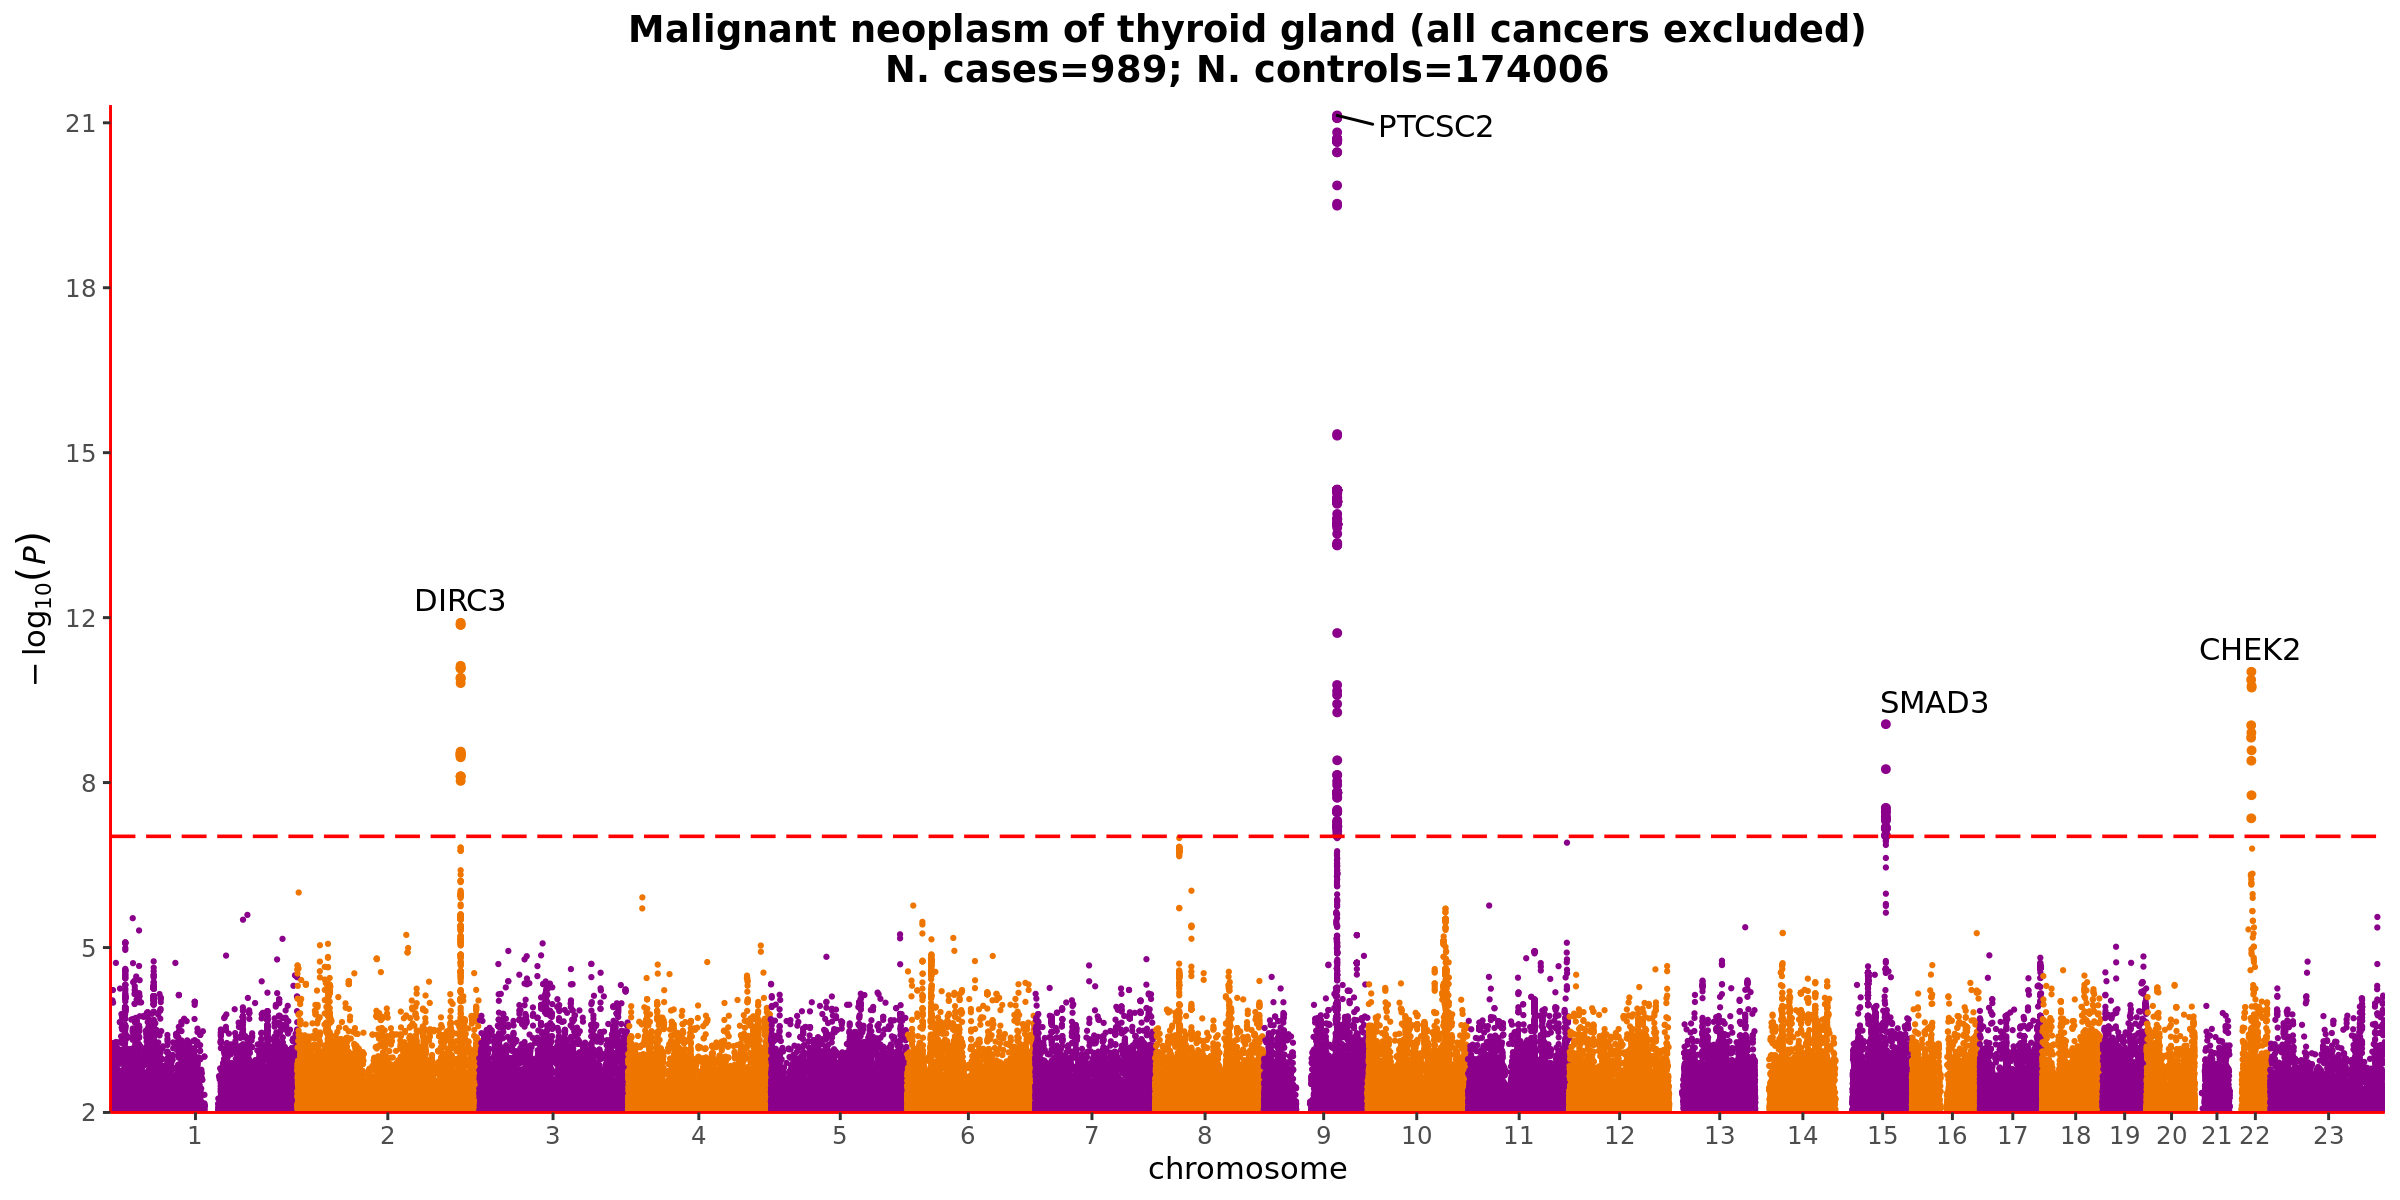 Malignant neoplasm of thyroid gland (all cancers excluded)
N. cases=989; N. controls=174006
21
18
15
12
8
5
2
− log₁₀(P)
PTCSC2
DIRC3
CHEK2
SMAD3
1 2 3 4 5 6 7 8 9 10 11 12 13 14 15 16 17 18 19 20 21 22 23
chromosome